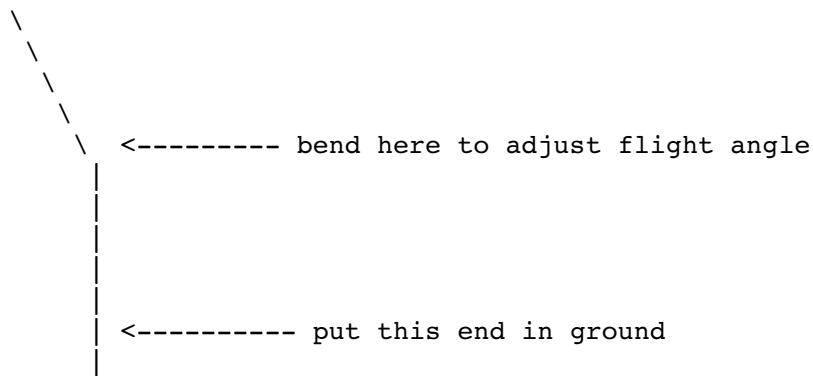 <--------- bend here to adjust flight angle
<---------- put this end in ground